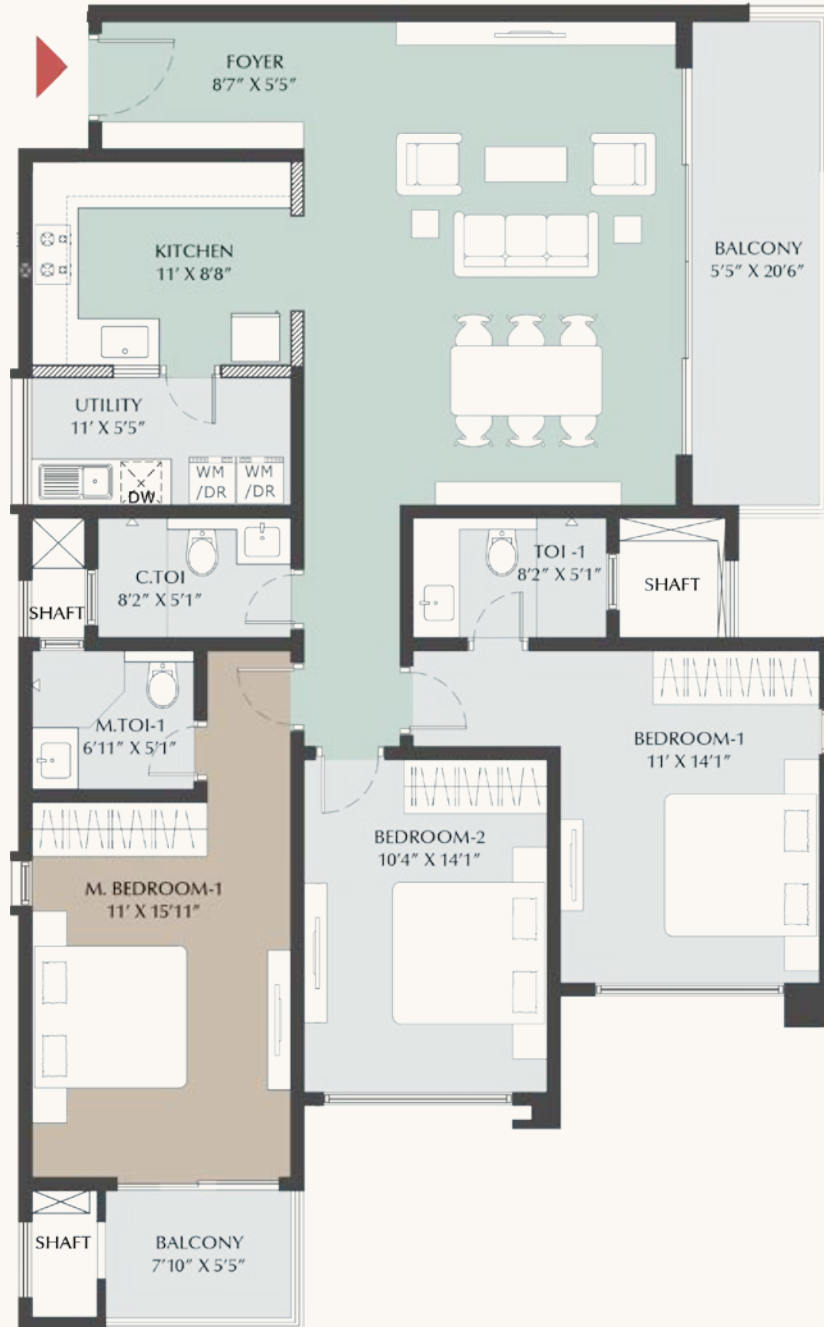 FOYER
8'7" X 5'5"
KITCHEN
11' X 8'8"
BALCONY
5'5" X 20'6"
UTILITY
11' X 5'5"
WM
/DR
WM
/DR
DW
C.TOI
8'2" X 5'1"
TOI -1
8'2" X 5'1"
SHAFT
SHAFT
M.TOI-1
6'11" X 5'1"
BEDROOM-1
11' X 14'1"
BEDROOM-2
10'4" X 14'1"
M. BEDROOM-1
11' X 15'11"
SHAFT
BALCONY
7'10" X 5'5"